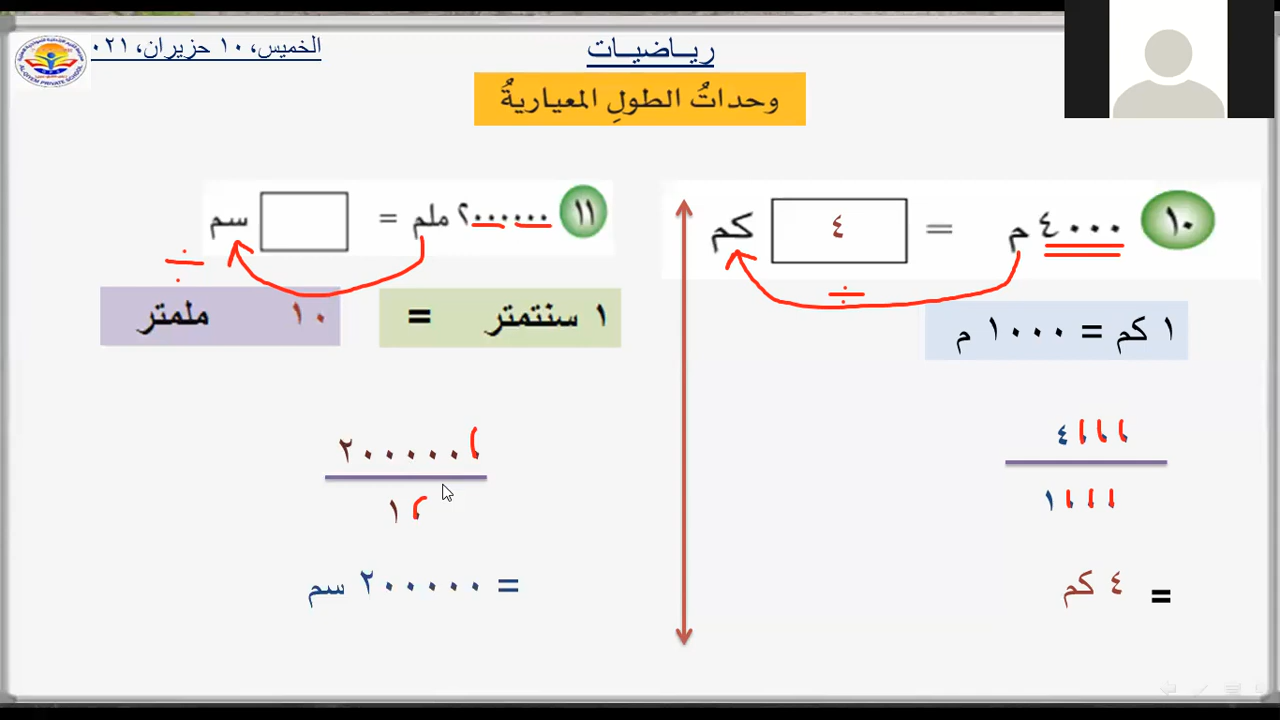 الخميس، ١٠ حزيران، ٢٠٢١
رياضيات
وحداتُ الطولِ المعياريةُ
١٠ ٤٠٠٠ م = ٤ كم
١ كم = ١٠٠٠ م
٤٠٠٠
١٠٠٠
= ٤ كم
١١ ٢٠٠٠٠٠٠ ملم = سم
١ سنتمتر = ١٠ ملمتر
٢٠٠٠٠٠٠
١٠
= ٢٠٠٠٠٠ سم